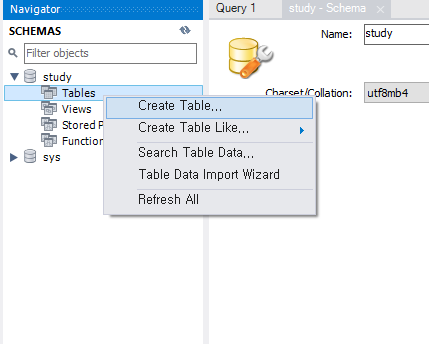 Navigator
SCHEMAS
Filter objects
study
Tables
Views
Stored P
Function
sys
Create Table...
Create Table Like...
Search Table Data...
Table Data Import Wizard
Refresh All
Query 1
study - Schema
Name: study
Charset/Collation: utf8mb4